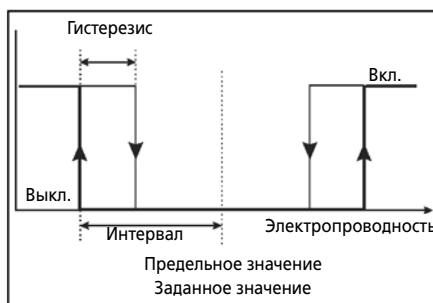 Гистерезис
Вкл.
Выкл.
Интервал
Электропроводность
Предельное значение
Заданное значение